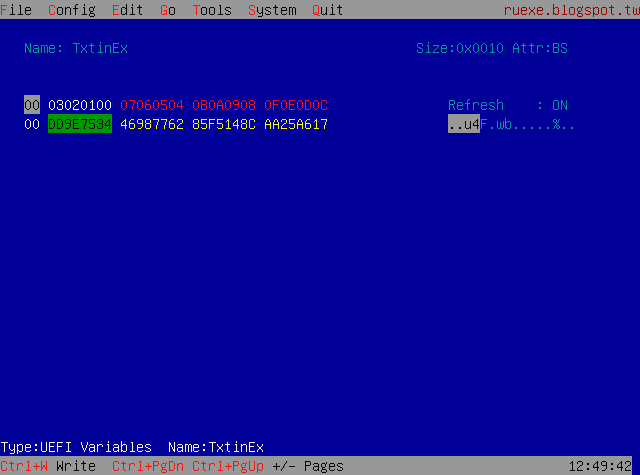 File  Config  Edit  Go  Tools  System  Quit  ruexe.blogspot.tw
Name: TxtinEx  Size:0x0010 Attr:BS
00 03020100 07060504 0B0A0908 0F0E0D0C  Refresh    : ON
00 DD9E7534 46987762 85F5148C AA25A617  ..u4F.wb.....%..
Type:UEFI Variables  Name:TxtinEx
Ctrl+W Write  Ctrl+PgDn Ctrl+PgUp +/- Pages  12:49:42